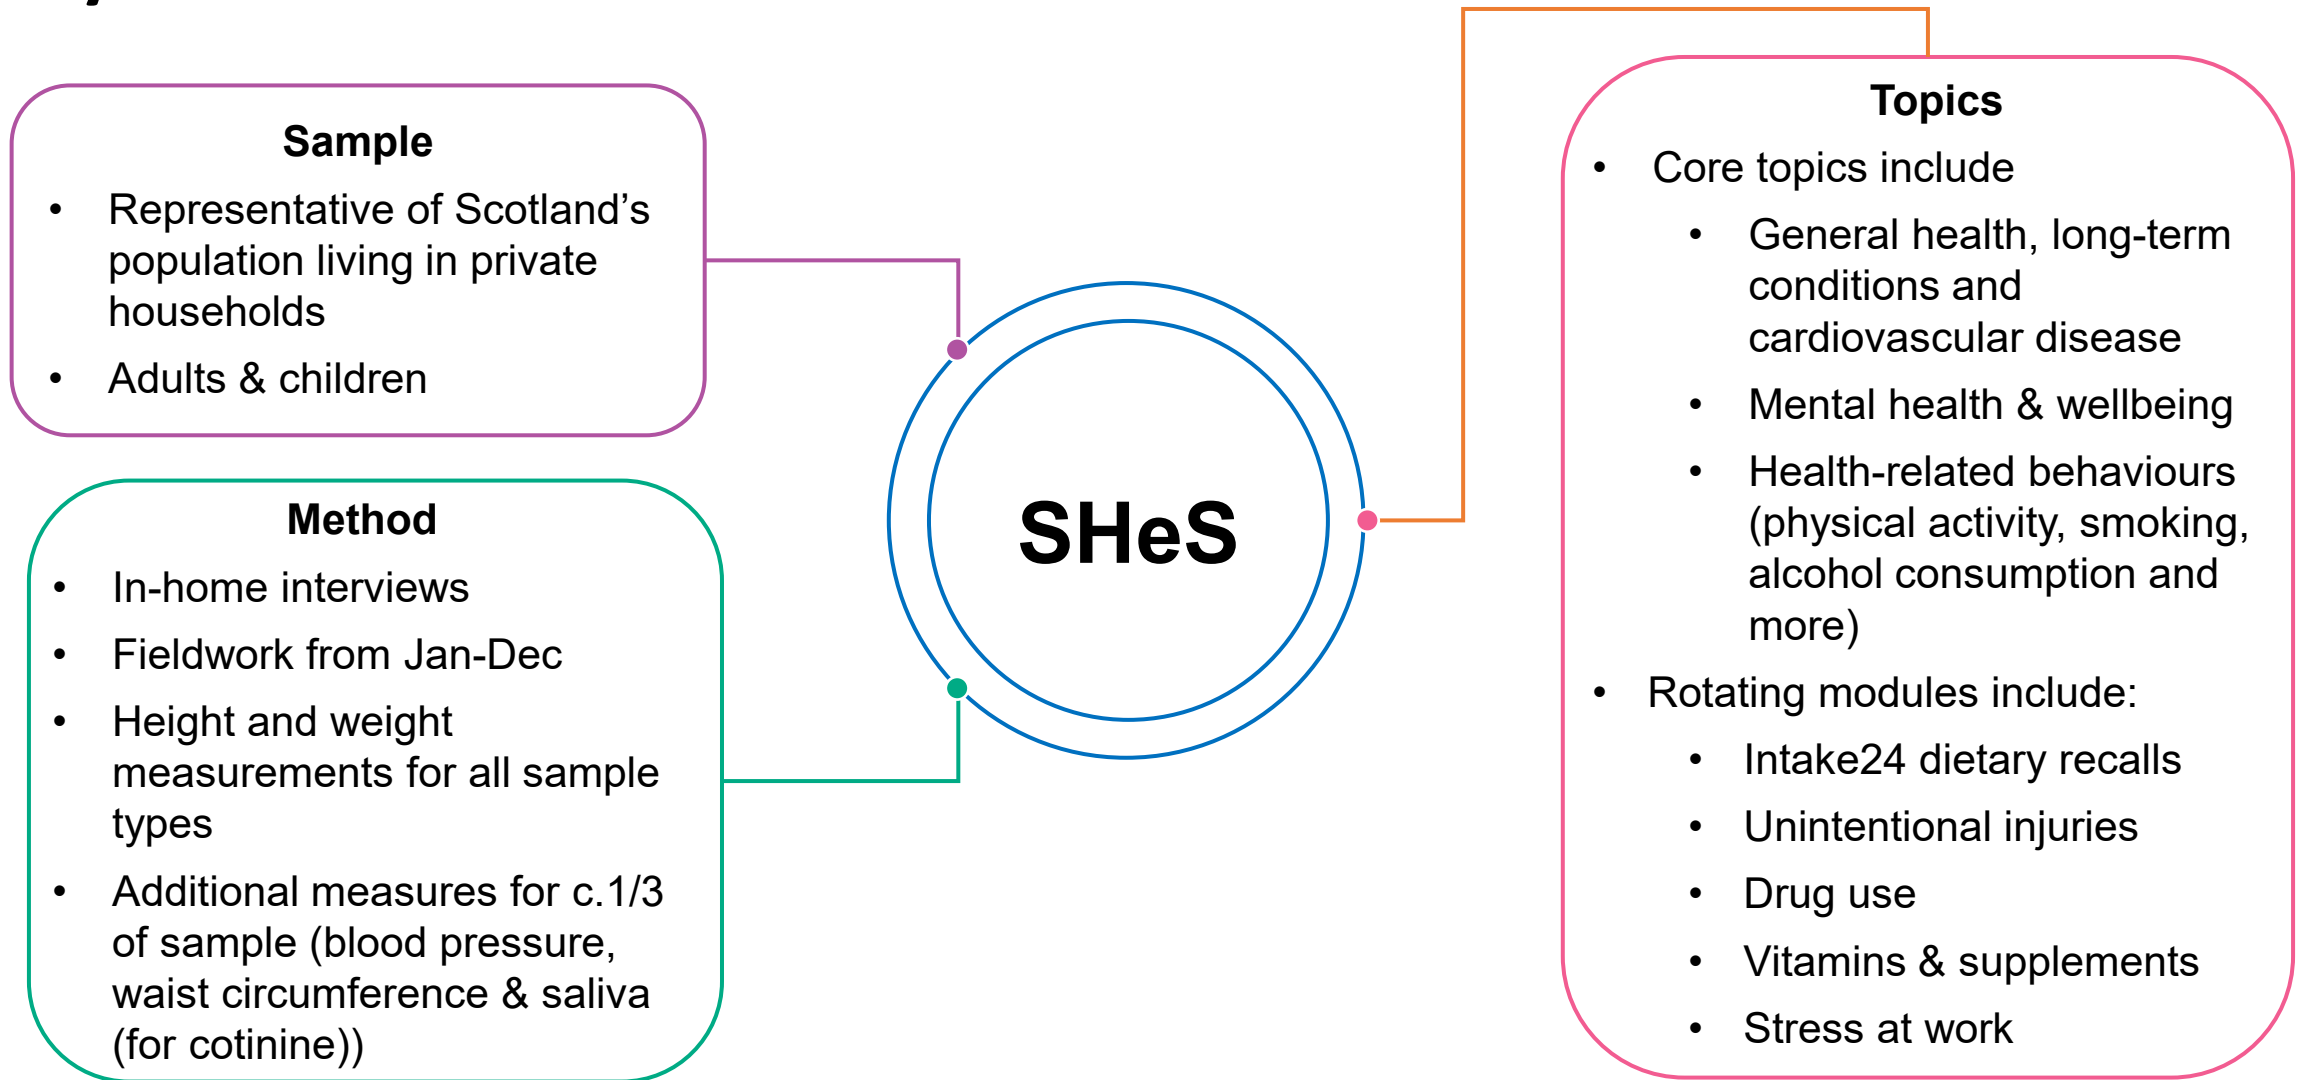 Sample
• Representative of Scotland’s
population living in private
households
• Adults & children
Method
• In-home interviews
• Fieldwork from Jan-Dec
• Height and weight
measurements for all sample
types
• Additional measures for c.1/3
of sample (blood pressure,
waist circumference & saliva
(for cotinine))
SHeS
Topics
• Core topics include
• General health, long-term
conditions and
cardiovascular disease
• Mental health & wellbeing
• Health-related behaviours
(physical activity, smoking,
alcohol consumption and
more)
• Rotating modules include:
• Intake24 dietary recalls
• Unintentional injuries
• Drug use
• Vitamins & supplements
• Stress at work